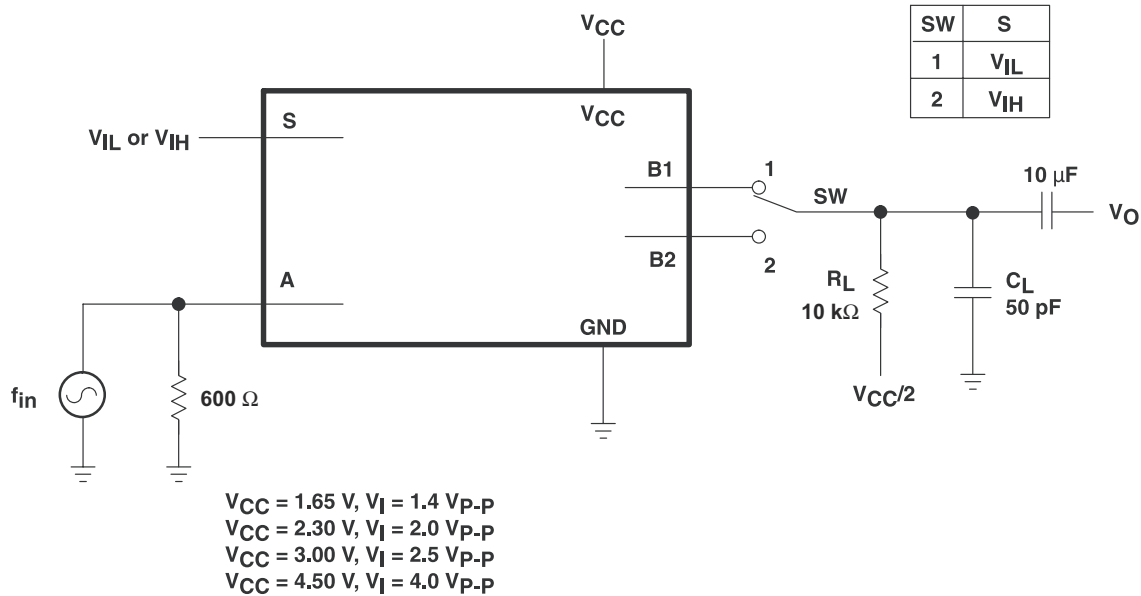 VCC
SW S
1 VIL
2 VIH
S
VCC
VIL or VIH
B1
1
SW
10 μF
VO
B2
2
A
RL
10 kΩ
CL
50 pF
GND
fin
600 Ω
VCC/2
VCC = 1.65 V, VI = 1.4 VP-P
VCC = 2.30 V, VI = 2.0 VP-P
VCC = 3.00 V, VI = 2.5 VP-P
VCC = 4.50 V, VI = 4.0 VP-P